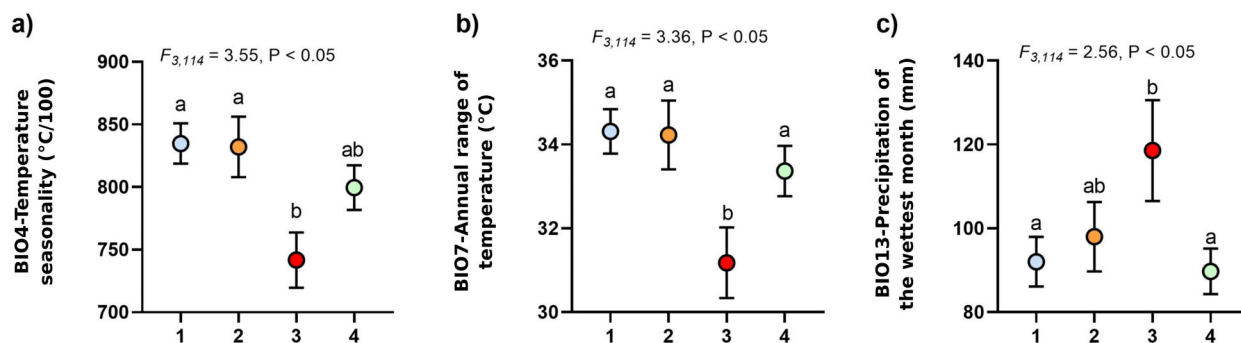 a)
F3,114 = 3.55, P < 0.05
BIO4-Temperature
seasonality (°C/100)
900
850
800
750
700
a
a
b
ab
1 2 3 4
b)
F3,114 = 3.36, P < 0.05
BIO7-Annual range of
temperature (°C)
36
34
32
30
a
a
b
a
1 2 3 4
c)
F3,114 = 2.56, P < 0.05
BIO13-Precipitation of
the wettest month (mm)
140
120
100
80
a
ab
b
a
1 2 3 4